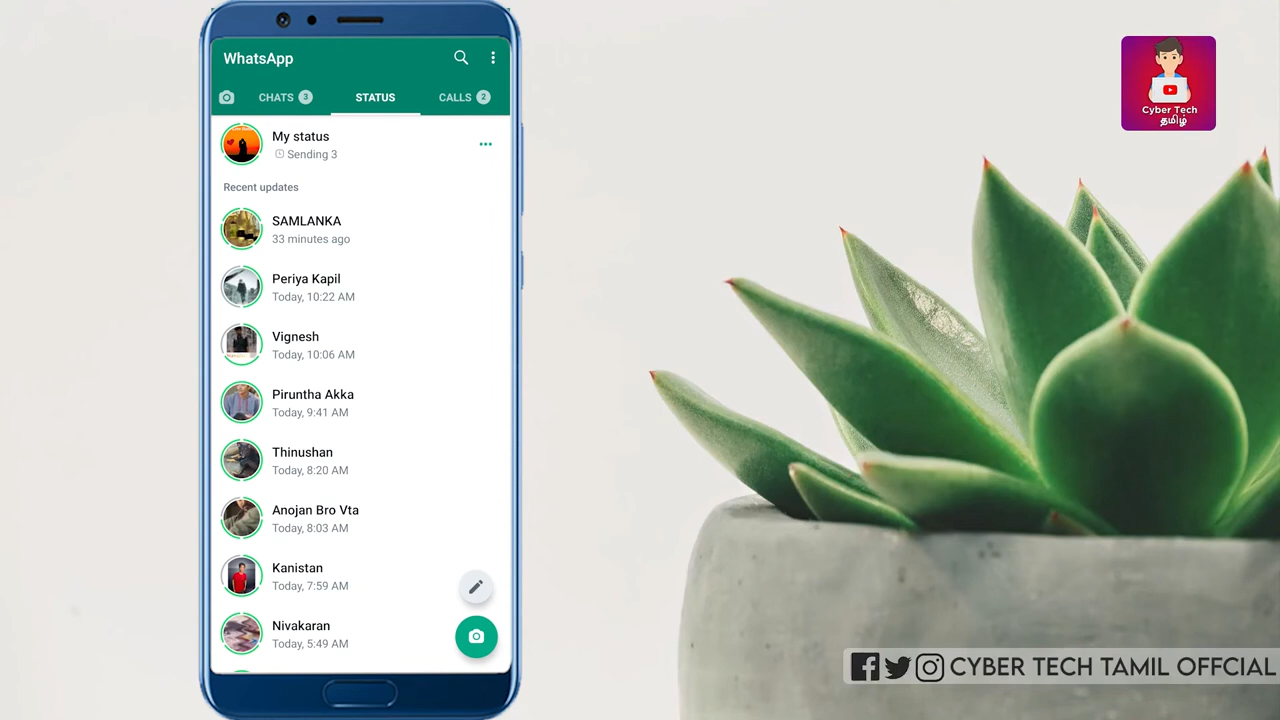 WhatsApp
CHATS 3 STATUS CALLS 2
My status
Sending 3
Recent updates
SAMLANKA
33 minutes ago
Periya Kapil
Today, 10:22 AM
Vignesh
Today, 10:06 AM
Piruntha Akka
Today, 9:41 AM
Thinushan
Today, 8:20 AM
Anojan Bro Vta
Today, 8:03 AM
Kanistan
Today, 7:59 AM
Nivakaran
Today, 5:49 AM
Cyber Tech
தமிழ்
CYBER TECH TAMIL OFFCIAL